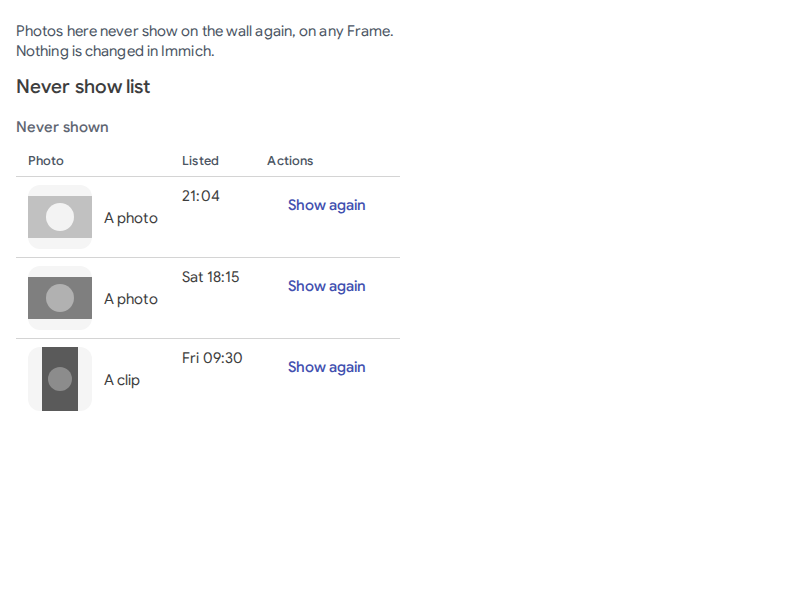 Photos here never show on the wall again, on any Frame.
Nothing is changed in Immich.
Never show list
Never shown
Photo Listed Actions
A photo 21:04 Show again
A photo Sat 18:15 Show again
A clip Fri 09:30 Show again